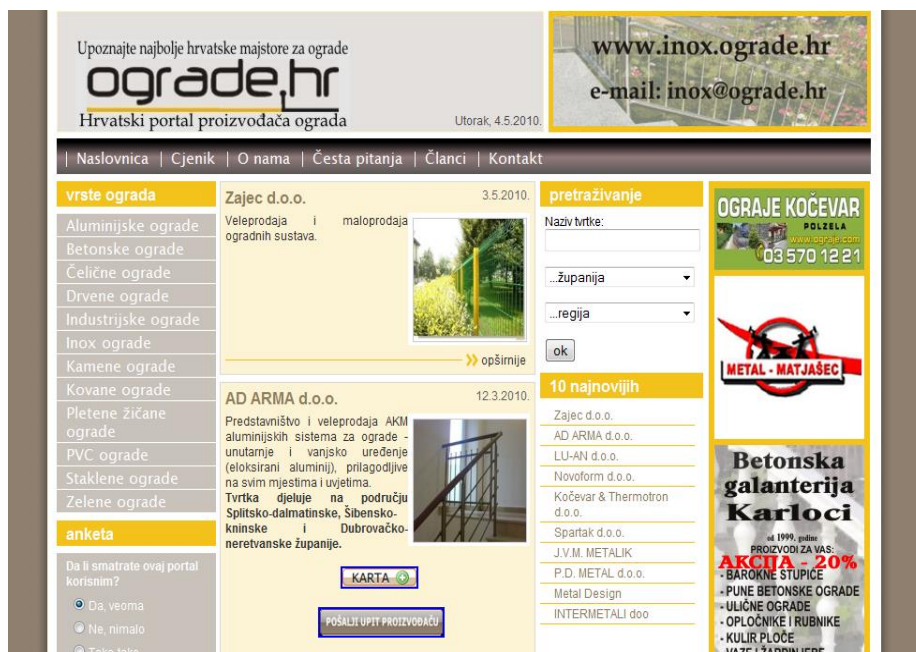 Upoznajte najbolje hrvatske majstore za ograde
ograde.hr
Hrvatski portal proizvođača ograda
Utorak, 4.5.2010.
www.inox.ograde.hr
e-mail: inox@ograde.hr
| Naslovnica | Cjenik | O nama | Česta pitanja | Članci | Kontakt
vrste ograda
Aluminijske ograde
Betonske ograde
Čelične ograde
Drvene ograde
Industrijske ograde
Inox ograde
Kamene ograde
Kovane ograde
Pletene žičane
ograde
PVC ograde
Staklene ograde
Zelene ograde
anketa
Da li smatrate ovaj portal
korisnim?
Da, veoma
Ne, nimalo
Zajec d.o.o.
3.5.2010.
Veleprodaja i maloprodaja
ogradnih sustava.
opširnije
AD ARMA d.o.o.
12.3.2010.
Predstavništvo i veleprodaja AKM
aluminijskih sistema za ograde -
unutarnje i vanjsko uređenje
(eloksirani aluminij), prilagodljive
na svim mjestima i uvjetima.
Tvrtka djeluje na području
Splitsko-dalmatinske, Šibensko-
kninske i Dubrovačko-
neretvanske županije.
KARTA
POŠALJI UPIT PROIZVOĐAČU
pretraživanje
Naziv tvrtke:
...županija
...regija
ok
10 najnovijih
Zajec d.o.o.
AD ARMA d.o.o.
LU-AN d.o.o.
Novoform d.o.o.
Kočevar & Thermotron
d.o.o.
Spartak d.o.o.
J.V.M. METALIK
P.D. METAL d.o.o.
Metal Design
INTERMETALI doo
OGRAJE KOČEVAR
POLZELA
www.ograje.com
03 570 12 21
METAL - MATJAŠEC
Betonska
galanterija
Karloci
od 1999. godine
PROIZVODI ZA VAS:
AKCIJA - 20%
- BAROKNE STUPIĆE
- PUNE BETONSKE OGRADE
- ULIČNE OGRADE
- OPLOČNIKE I RUBNIKE
- KULIR PLOČE